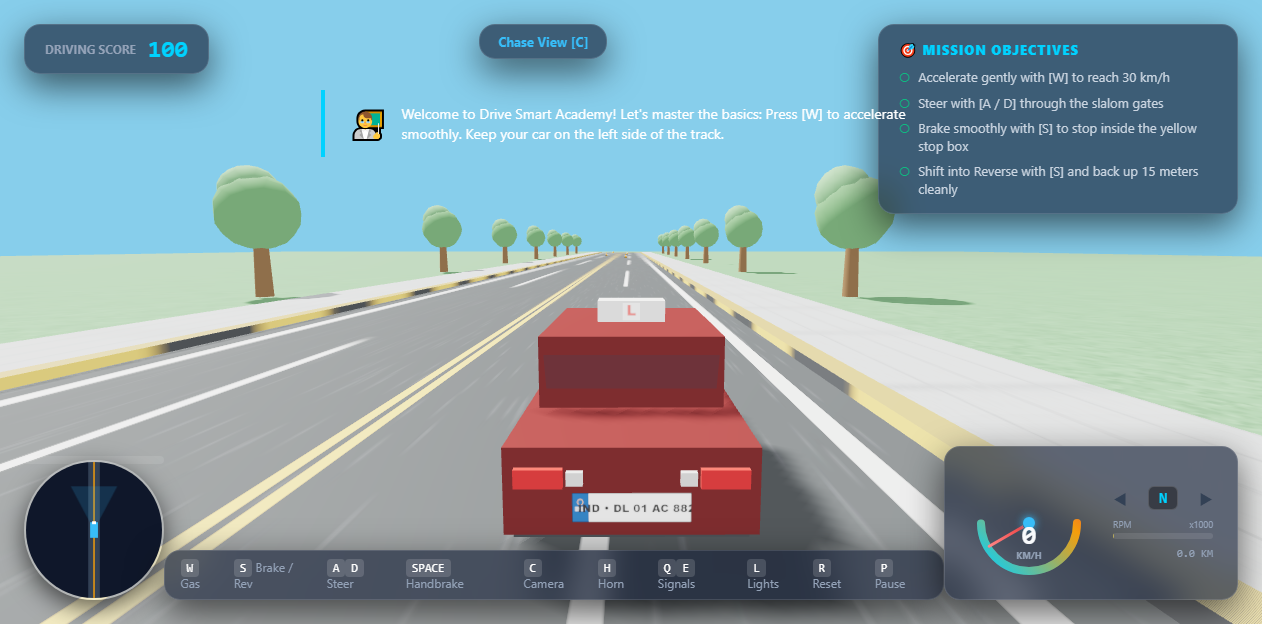 DRIVING SCORE 100
Chase View [C]
MISSION OBJECTIVES
Accelerate gently with [W] to reach 30 km/h
Steer with [A / D] through the slalom gates
Brake smoothly with [S] to stop inside the yellow
stop box
Shift into Reverse with [S] and back up 15 meters
cleanly
Welcome to Drive Smart Academy! Let's master the basics: Press [W] to accelerate
smoothly. Keep your car on the left side of the track.
L
IND • DL 01 AC 882
N
RPM x1000
0
KM/H
0.0 KM
W Gas
S Brake / Rev
A D Steer
SPACE Handbrake
C Camera
H Horn
Q E Signals
L Lights
R Reset
P Pause